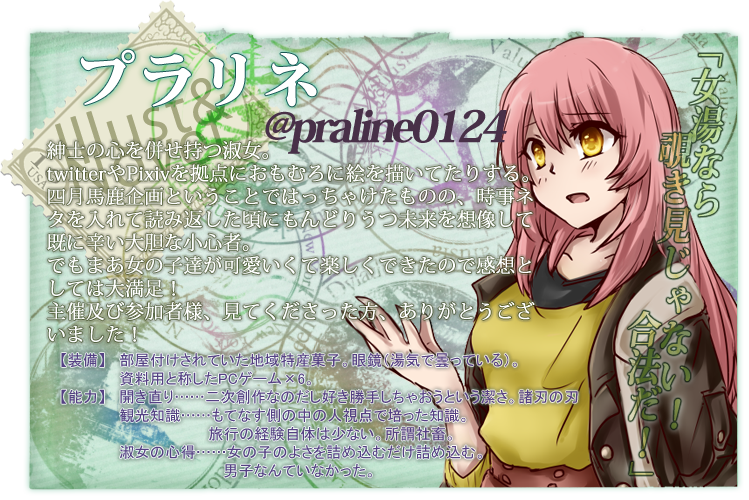 プラリネ
@praline0124
Illust&
紳士の心を併せ持つ淑女。
twitterやPixivを拠点におもむろに絵を描いてたりする。
四月馬鹿企画ということではっちゃけたものの、時事ネ
タを入れて読み返した頃にもんどりうつ未来を想像して
既に辛い大胆な小心者。
でもまあ女の子達が可愛いくて楽しくできたので感想と
しては大満足！
主催及び参加者様、見てくださった方、ありがとうござ
いました！
【装備】 部屋付けされていた地域特産菓子。眼鏡（湯気で曇っている）。
資料用と称したPCゲーム×6。
【能力】 開き直り……二次創作なのだし好き勝手しちゃおうという潔さ。諸刃の刃
観光知識……もてなす側の中の人視点で培った知識。
旅行の経験自体は少ない。所謂社畜。
淑女の心得……女の子のよさを詰め込むだけ詰め込む。
男子なんていなかった。
「女湯なら
覗き見じゃない！
合法だ！」